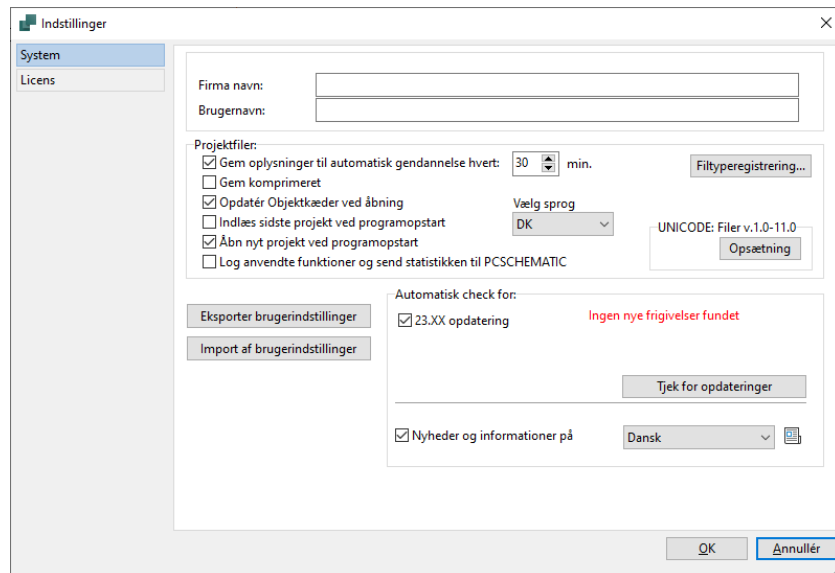 Indstillinger
System
Licens
Firma navn:
Brugernavn:
Projektfiler:
Gem oplysninger til automatisk gendannelse hvert: 30 min.
Filtyperegistrering...
Gem komprimeret
Opdatér Objektkæder ved åbning
Vælg sprog
Indlæs sidste projekt ved programopstart
DK
UNICODE: Filer v.1.0-11.0
Åbn nyt projekt ved programopstart
Opsætning
Log anvendte funktioner og send statistikken til PCSCHEMATIC
Automatisk check for:
Eksporter brugerindstillinger
23.XX opdatering
Ingen nye frigivelser fundet
Import af brugerindstillinger
Tjek for opdateringer
Nyheder og informationer på
Dansk
OK
Annullér